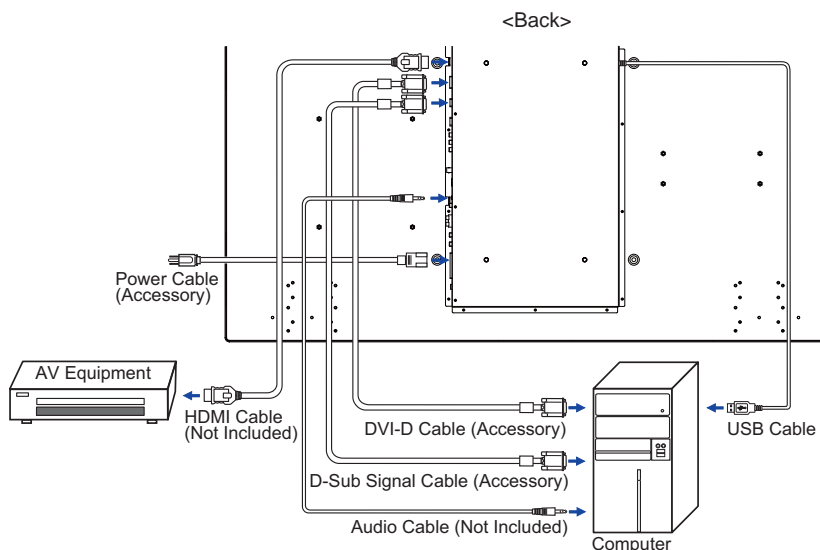 <Back>
Power Cable
(Accessory)
AV Equipment
HDMI Cable
(Not Included)
DVI-D Cable (Accessory)
USB Cable
D-Sub Signal Cable (Accessory)
Audio Cable (Not Included)
Computer